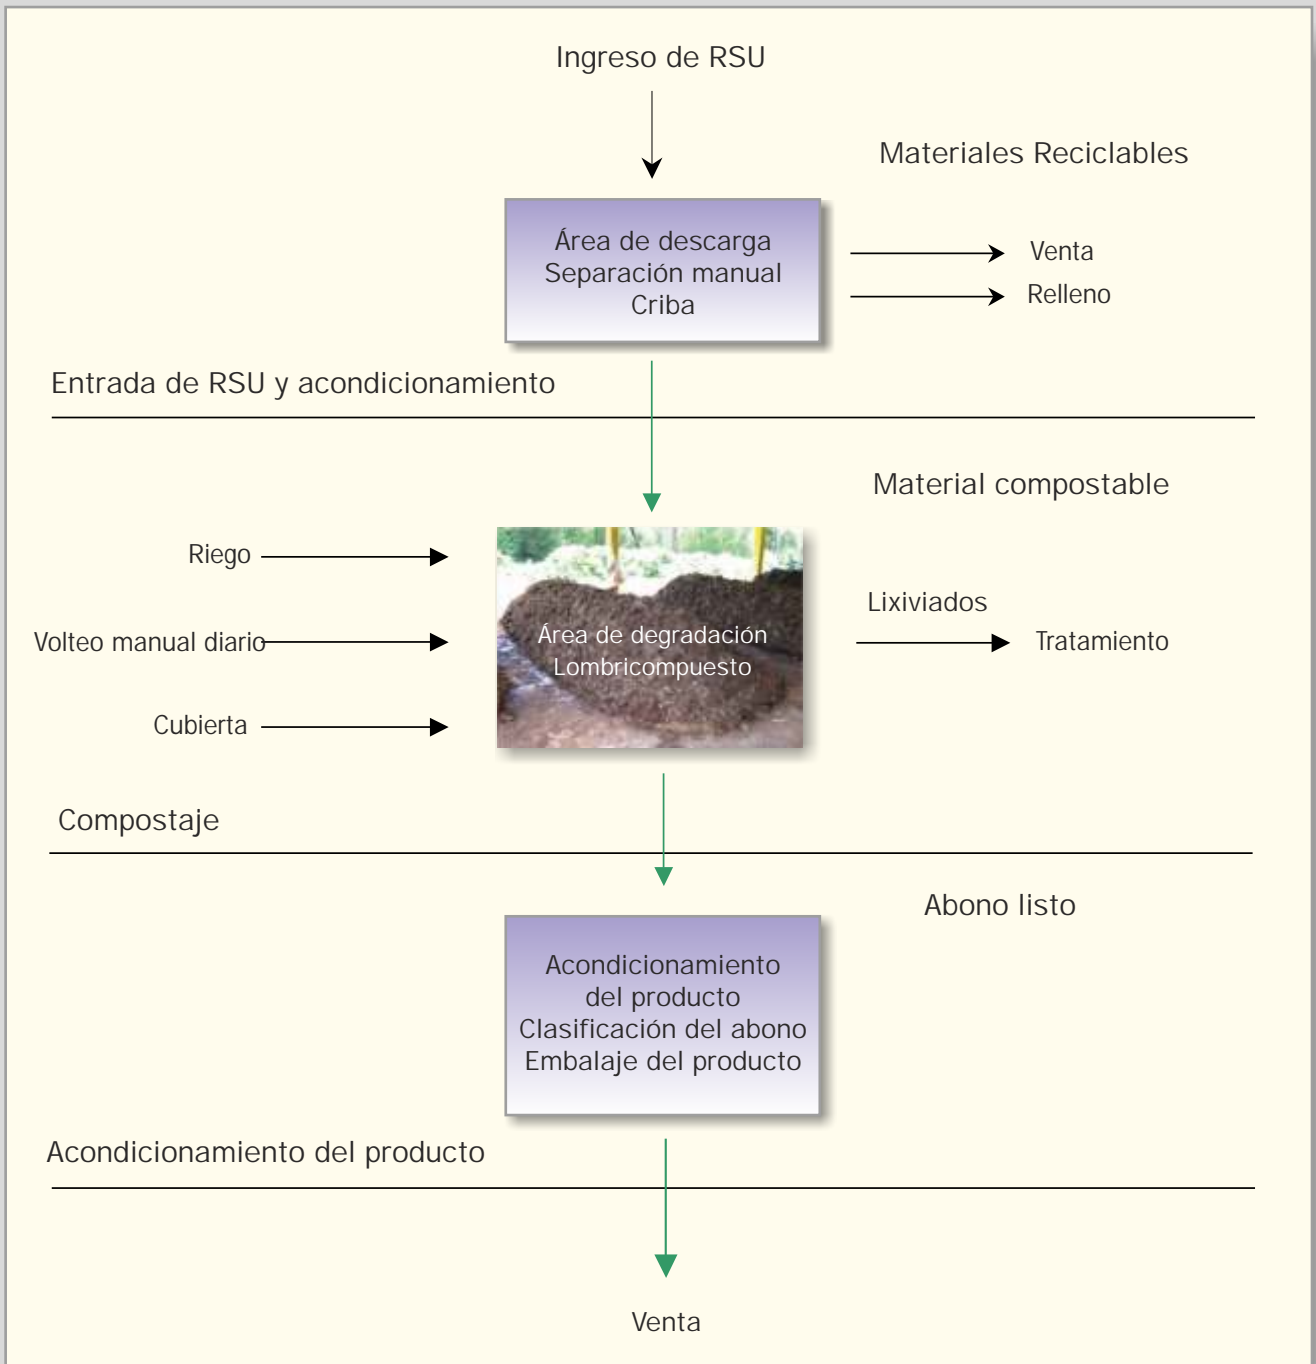 Ingreso de RSU
Materiales Reciclables
Área de descarga
Separación manual
Criba
Venta
Relleno
Entrada de RSU y acondicionamiento
Material compostable
Riego
Volteo manual diario
Cubierta
Área de degradación
Lombricompuesto
Lixiviados
Tratamiento
Compostaje
Abono listo
Acondicionamiento
del producto
Clasificación del abono
Embalaje del producto
Acondicionamiento del producto
Venta